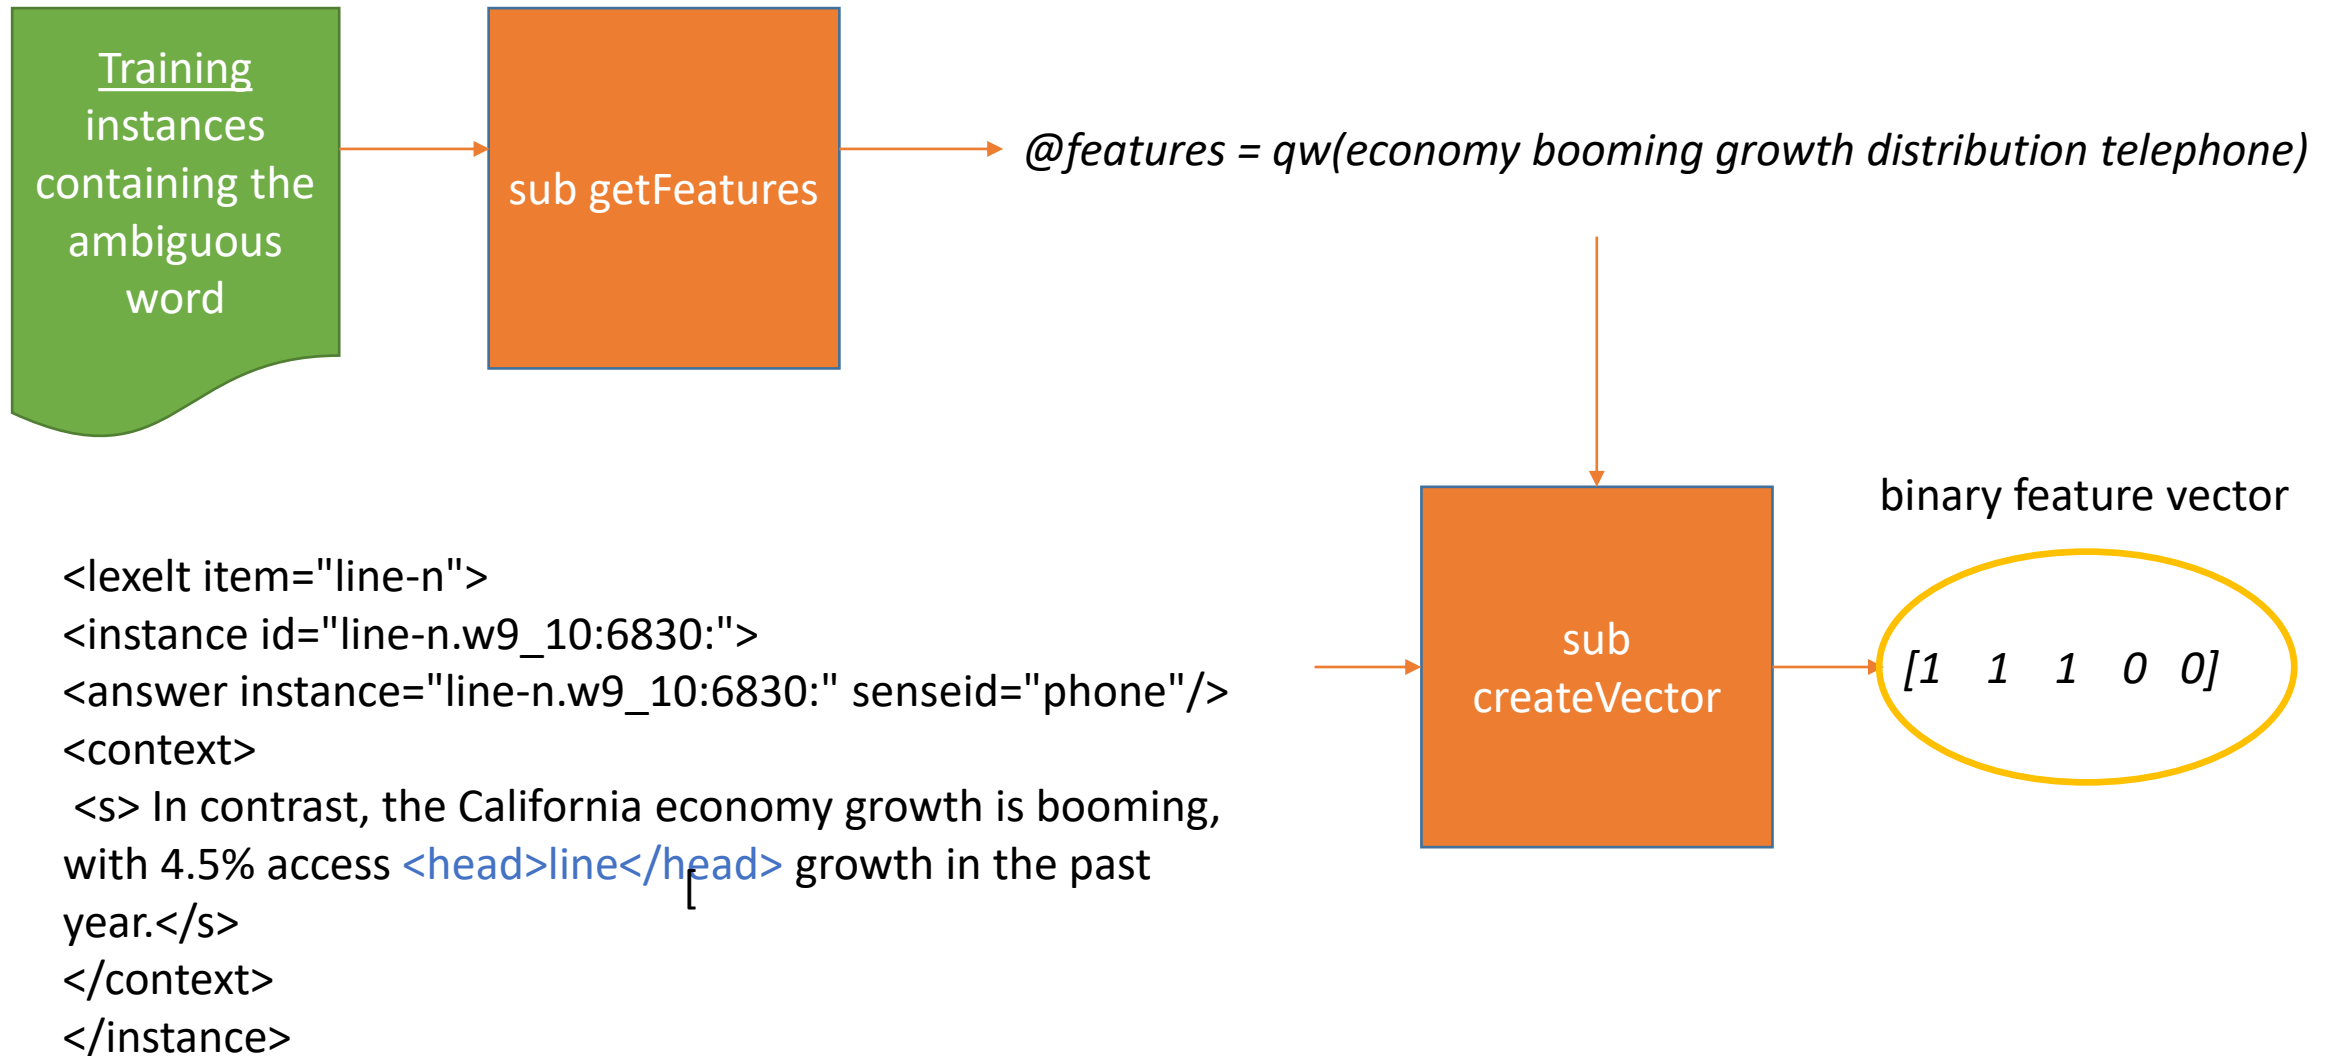 Training
instances
containing the
ambiguous
word
sub getFeatures
@features = qw(economy booming growth distribution telephone)
<lexelt item="line-n">
<instance id="line-n.w9_10:6830:">
<answer instance="line-n.w9_10:6830:" senseid="phone"/>
<context>
<s> In contrast, the California economy growth is booming,
with 4.5% access <head>line</head> growth in the past
[
year.</s>
</context>
</instance>
sub
createVector
binary feature vector
[1 1 1 0 0]